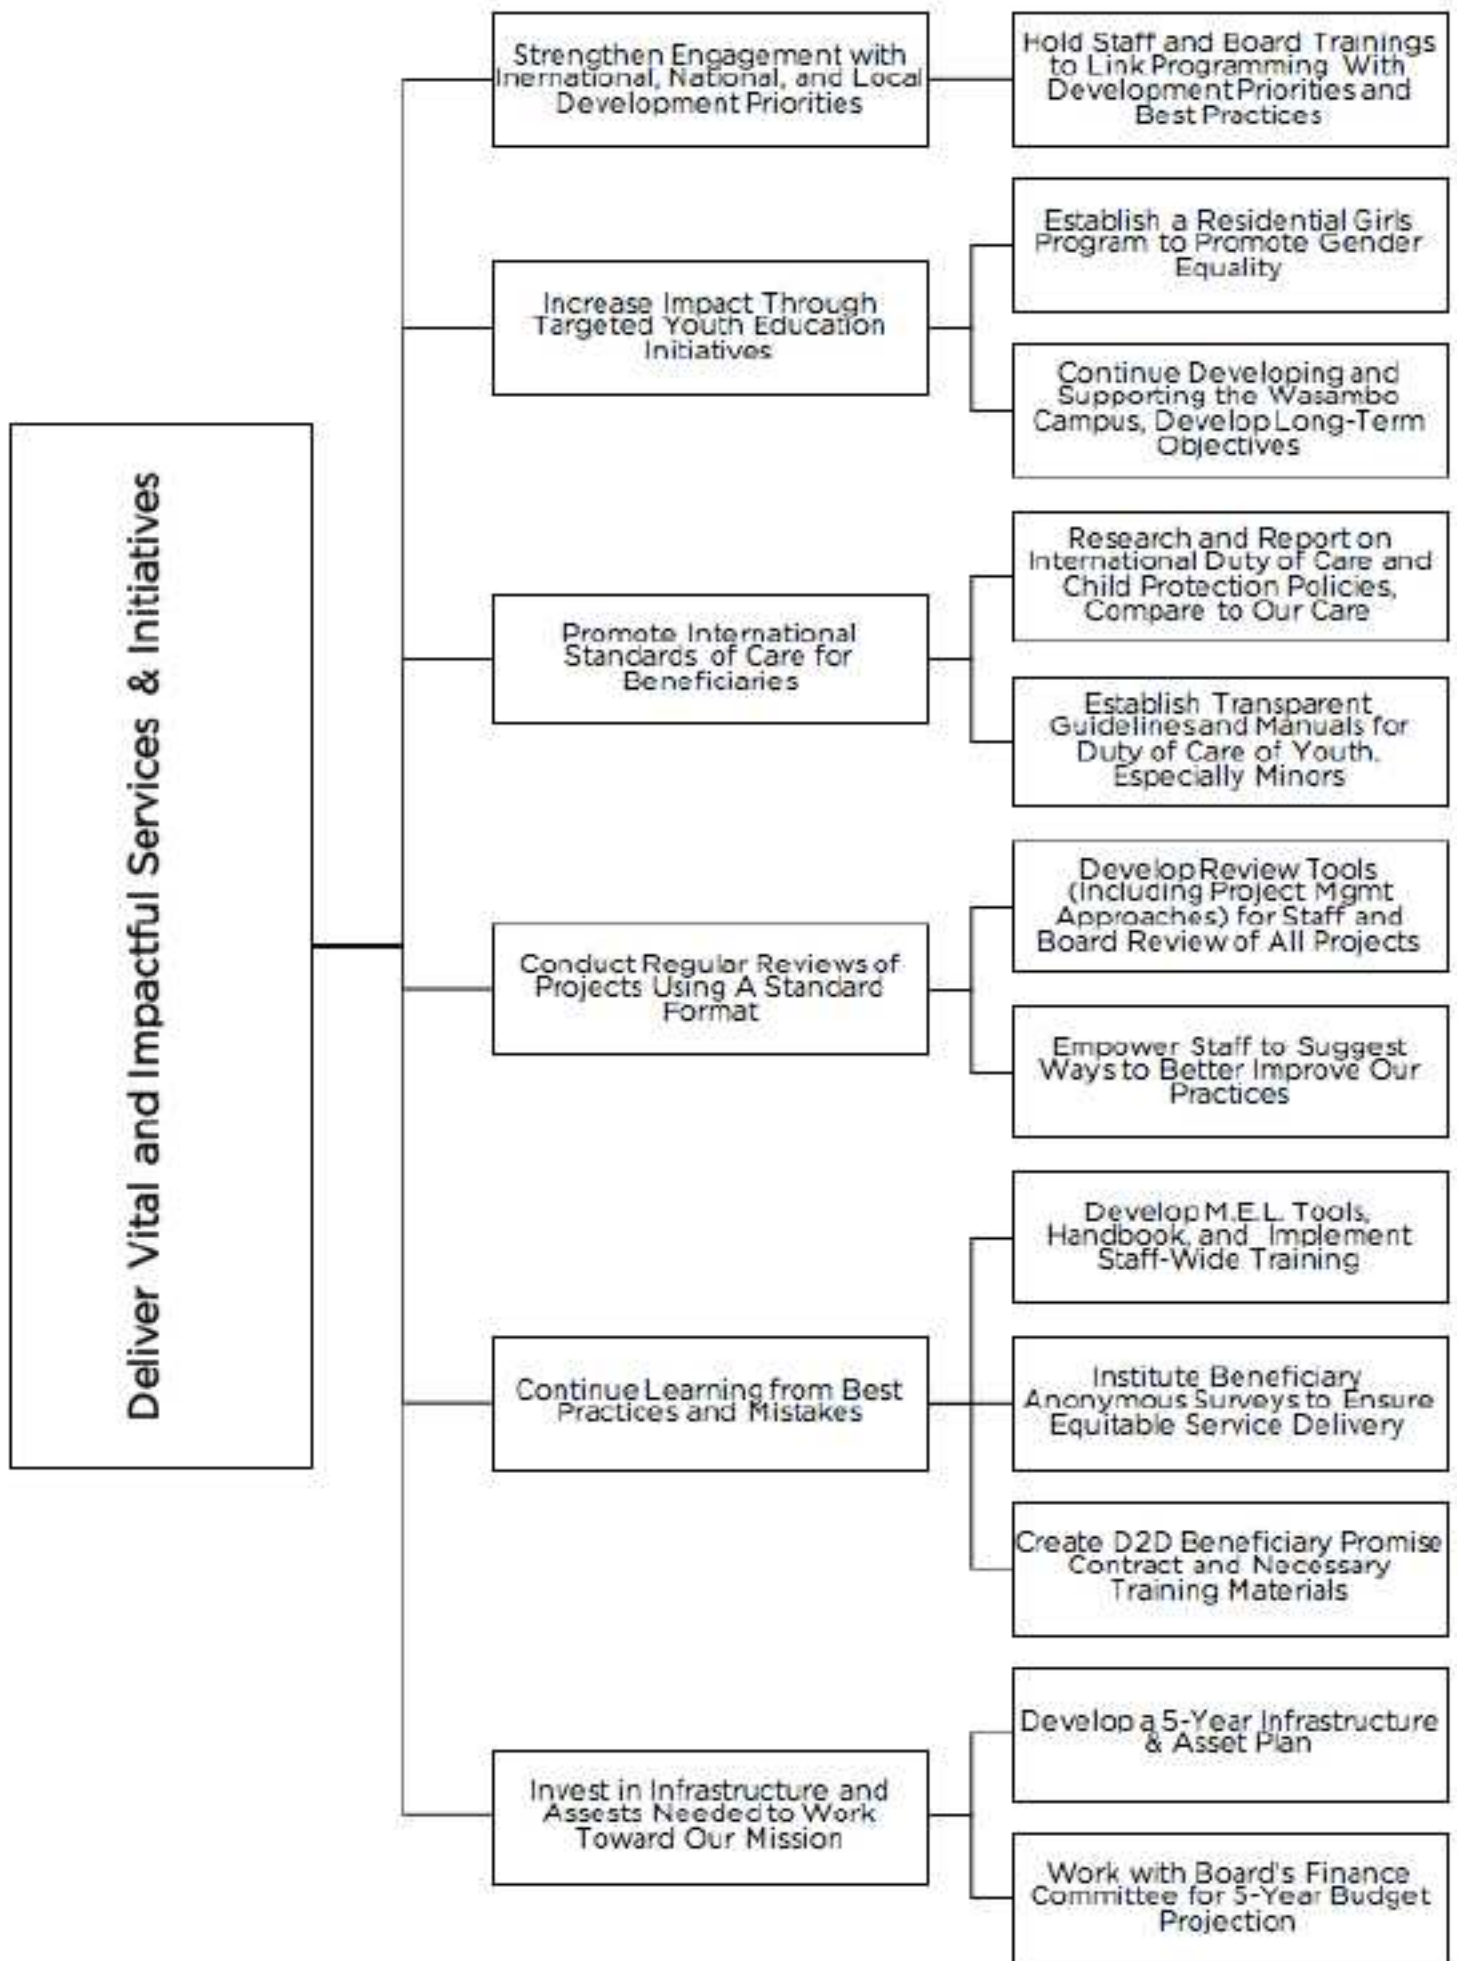 Deliver Vital and Impactful Services & Initiatives
Strengthen Engagement with
Inernational, National, and Local
Development Priorities
Hold Staff and Board Trainings
to Link Programming With
Development Priorities and
Best Practices
Increase Impact Through
Targeted Youth Education
Initiatives
Establish a Residential Girls
Program to Promote Gender
Equality
Continue Developing and
Supporting the Wasambo
Campus, Develop Long-Term
Objectives
Promote International
Standards of Care for
Beneficiaries
Research and Report on
International Duty of Care and
Child Protection Policies,
Compare to Our Care
Establish Transparent
Guidelines and Manuals for
Duty of Care of Youth,
Especially Minors
Conduct Regular Reviews of
Projects Using A Standard
Format
Develop Review Tools
(Including Project Mgmt
Approaches) for Staff and
Board Review of All Projects
Empower Staff to Suggest
Ways to Better Improve Our
Practices
Continue Learning from Best
Practices and Mistakes
Develop M.E.L. Tools,
Handbook, and Implement
Staff-Wide Training
Institute Beneficiary
Anonymous Surveys to Ensure
Equitable Service Delivery
Create D2D Beneficiary Promise
Contract and Necessary
Training Materials
Invest in Infrastructure and
Assests Needed to Work
Toward Our Mission
Develop a 5-Year Infrastructure
& Asset Plan
Work with Board's Finance
Committee for 5-Year Budget
Projection